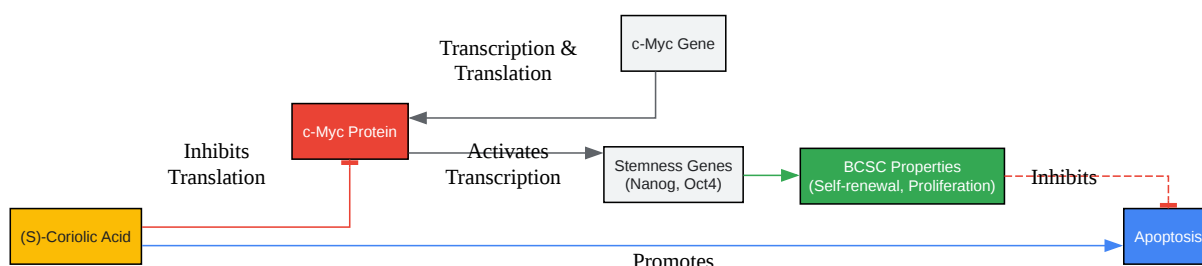 Transcription &
Translation
c-Myc Gene
c-Myc Protein
Inhibits
Translation
Activates
Transcription
Stemness Genes
(Nanog, Oct4)
BCSC Properties
(Self-renewal, Proliferation)
Inhibits
(S)-Coriolic Acid
Apoptosis
Promotes